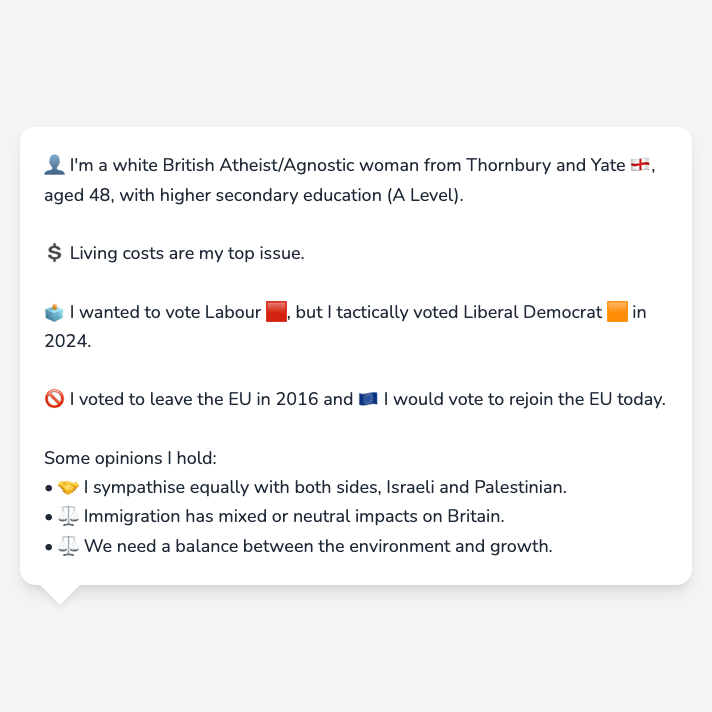 👤 I'm a white British Atheist/Agnostic woman from Thornbury and Yate 🏴󠁧󠁢󠁥󠁮󠁧󠁿,
aged 48, with higher secondary education (A Level).
💲 Living costs are my top issue.
🗳️ I wanted to vote Labour 🟥, but I tactically voted Liberal Democrat 🟧 in
2024.
🚫 I voted to leave the EU in 2016 and 🇪🇺 I would vote to rejoin the EU today.
Some opinions I hold:
• 🤝 I sympathise equally with both sides, Israeli and Palestinian.
• ⚖️ Immigration has mixed or neutral impacts on Britain.
• ⚖️ We need a balance between the environment and growth.